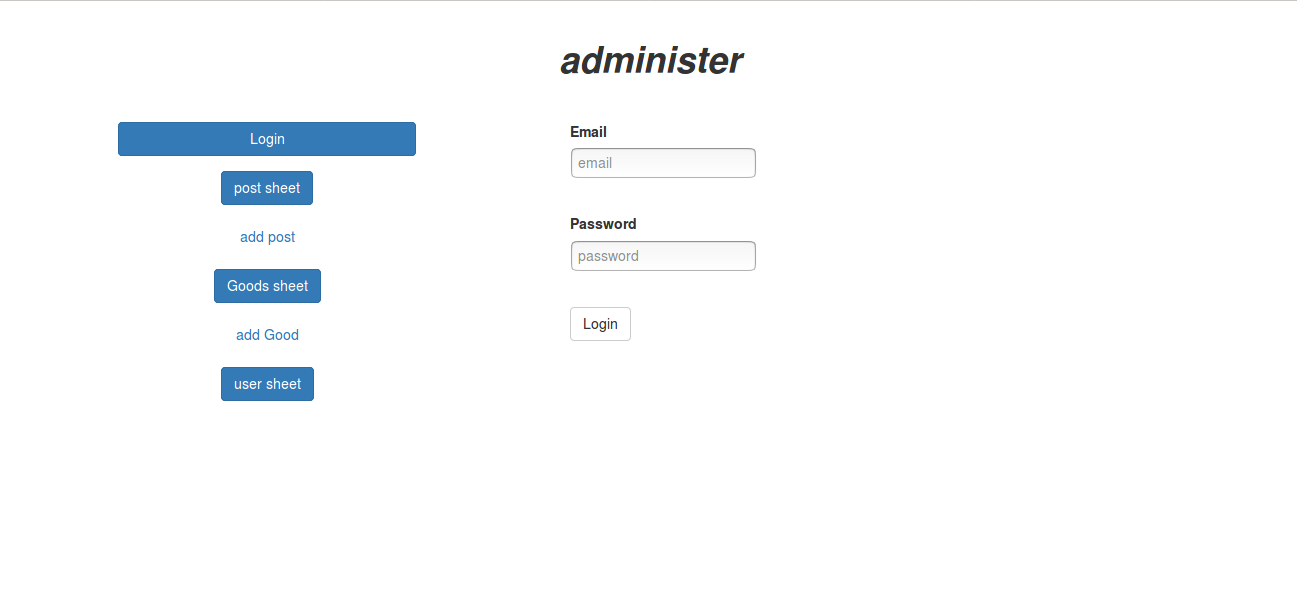 administer
Login
post sheet
add post
Goods sheet
add Good
user sheet
Email
email
Password
password
Login